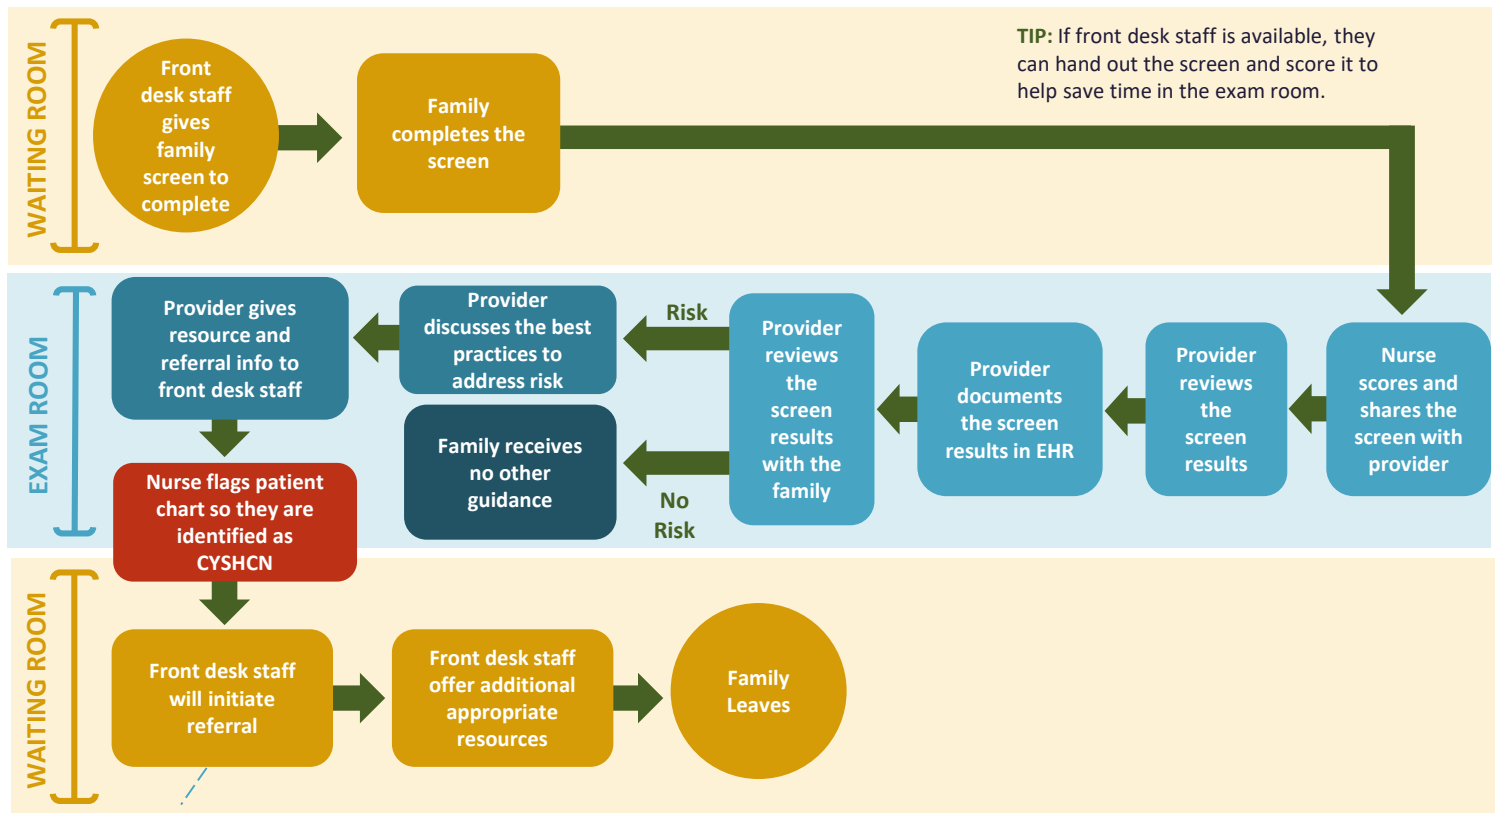 WAITING ROOM
Front
desk staff
gives
family
screen to
complete
Family
completes the
screen
TIP: If front desk staff is available, they
can hand out the screen and score it to
help save time in the exam room.
EXAM ROOM
Nurse
scores and
shares the
screen with
provider
Provider
reviews
the
screen
results
Provider
documents
the screen
results in EHR
Provider
reviews
the
screen
results
with the
family
Risk
Provider
discusses the best
practices to
address risk
Provider gives
resource and
referral info to
front desk staff
No
Risk
Family receives
no other
guidance
Nurse flags patient
chart so they are
identified as
CYSHCN
WAITING ROOM
Front desk staff
will initiate
referral
Front desk staff
offer additional
appropriate
resources
Family
Leaves